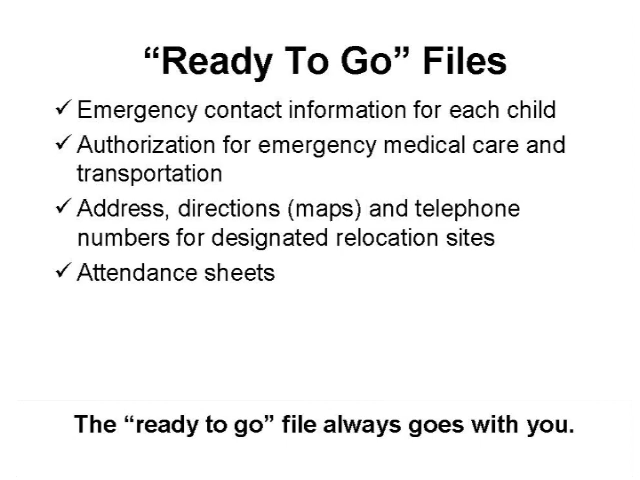 “Ready To Go” Files
✓ Emergency contact information for each child
✓ Authorization for emergency medical care and
transportation
✓ Address, directions (maps) and telephone
numbers for designated relocation sites
✓ Attendance sheets
The “ready to go” file always goes with you.